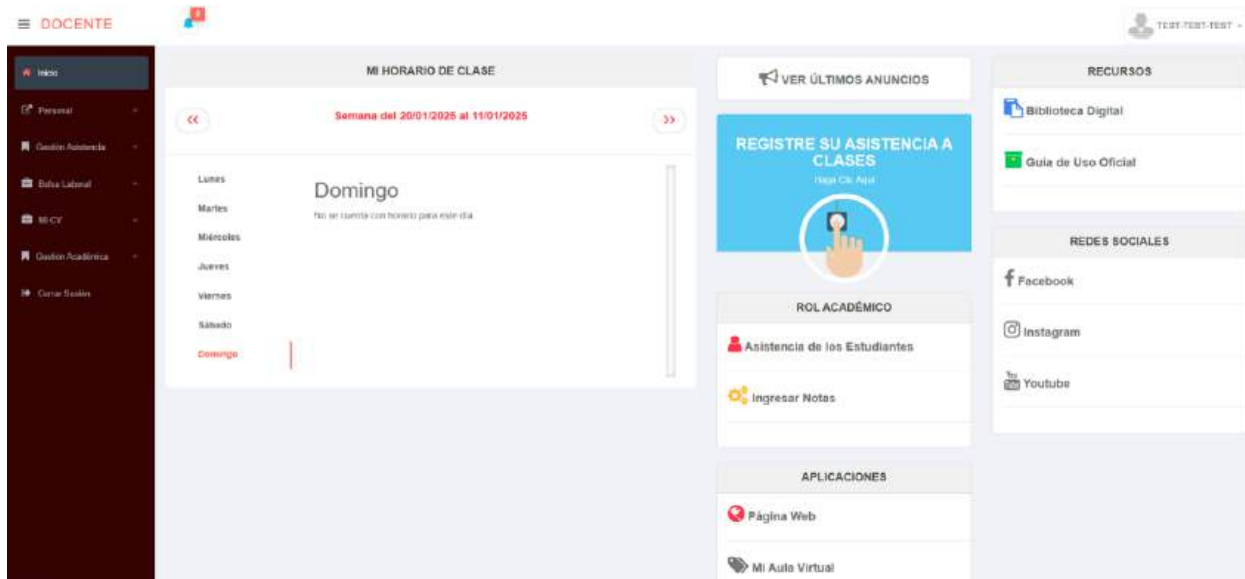 DOCENTE
TEST-TEST-TEST
Inicio
Personal
Gestión Asistencia
Bolsa Laboral
Mi CV
Gestión Académica
Cerrar Sesión
MI HORARIO DE CLASE
Semana del 20/01/2025 al 11/01/2025
Lunes
Martes
Miércoles
Jueves
Viernes
Sábado
Domingo
Domingo
No se cuenta con horario para este día.
VER ÚLTIMOS ANUNCIOS
REGISTRE SU ASISTENCIA A
CLASES
Haga Clic Aquí
ROL ACADÉMICO
Asistencia de los Estudiantes
Ingresar Notas
APLICACIONES
Página Web
Mi Aula Virtual
RECURSOS
Biblioteca Digital
Guia de Uso Oficial
REDES SOCIALES
Facebook
Instagram
Youtube